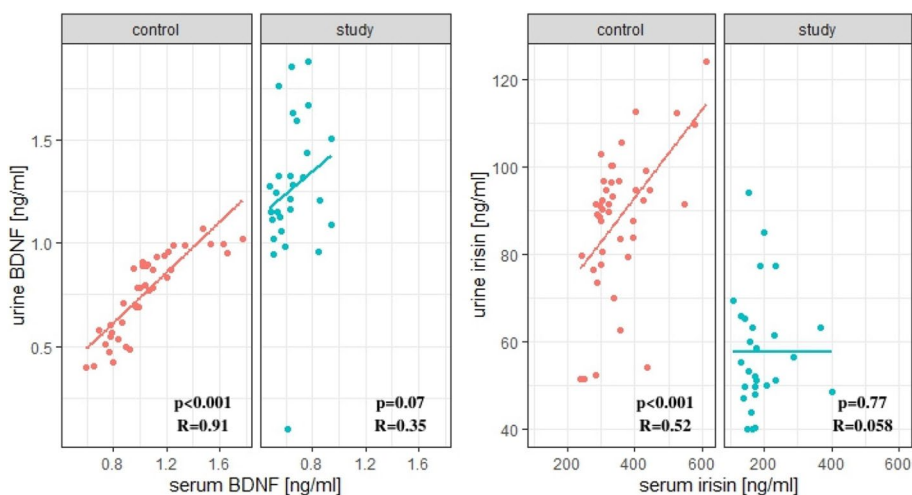 control study
urine BDNF [ng/ml]
1.5
1.0
0.5
p<0.001
R=0.91
p=0.07
R=0.35
0.8 1.2 1.6 0.8 1.2 1.6
serum BDNF [ng/ml]
control study
urine irisin [ng/ml]
120
100
80
60
40
p<0.001
R=0.52
p=0.77
R=0.058
200 400 600 200 400 600
serum irisin [ng/ml]